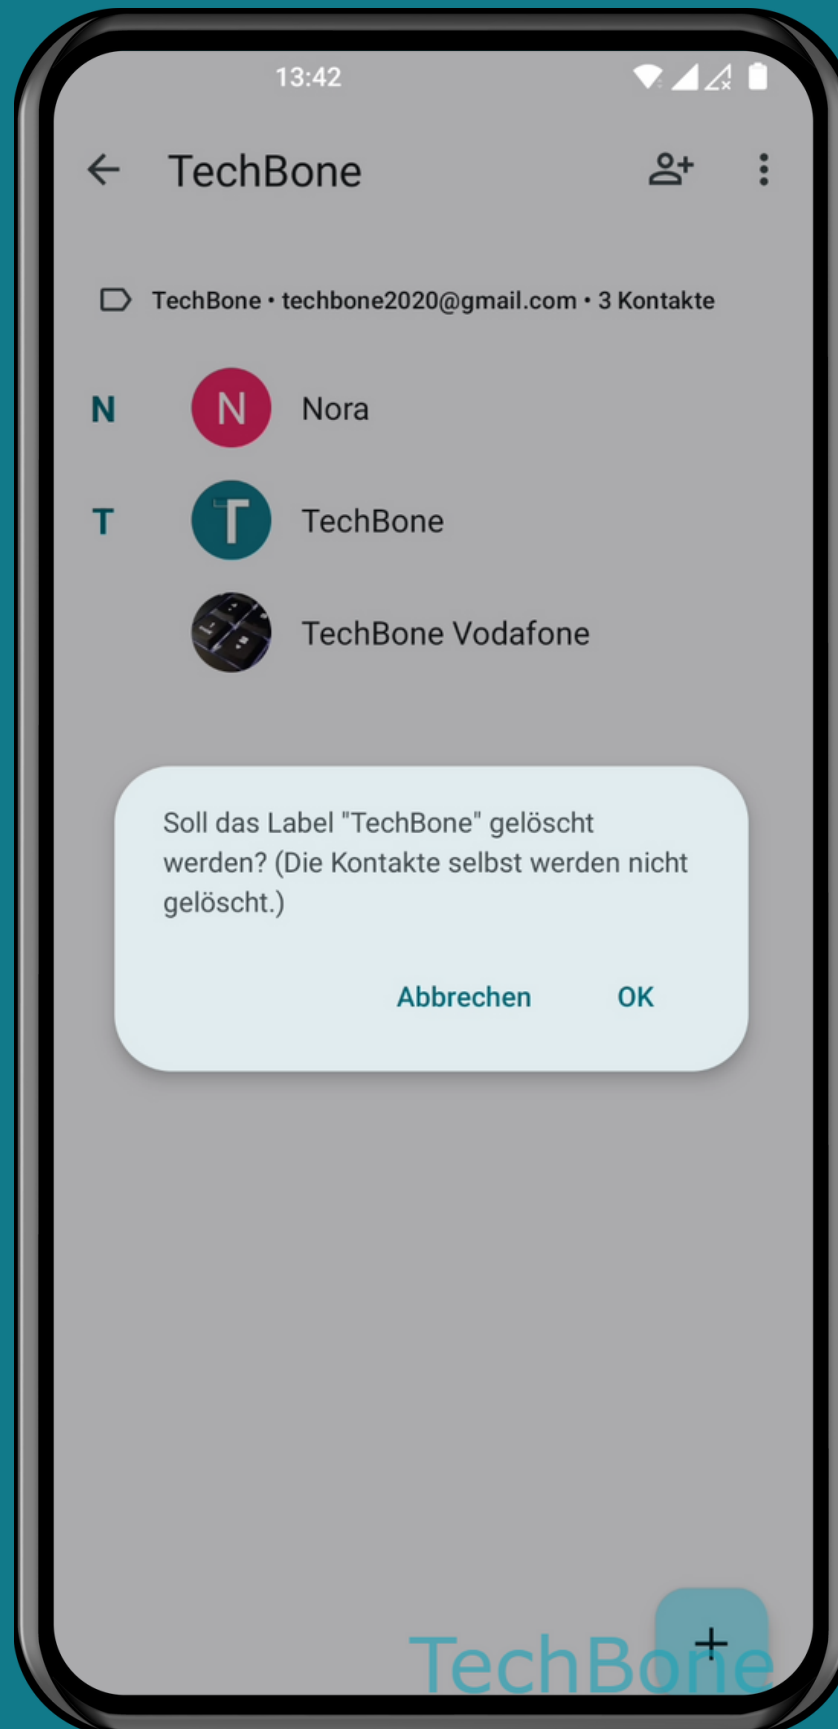 13:42
TechBone
TechBone • techbone2020@gmail.com • 3 Kontakte
N N Nora
T T TechBone
TechBone Vodafone
Soll das Label "TechBone" gelöscht
werden? (Die Kontakte selbst werden nicht
gelöscht.)
Abbrechen OK
TechBone